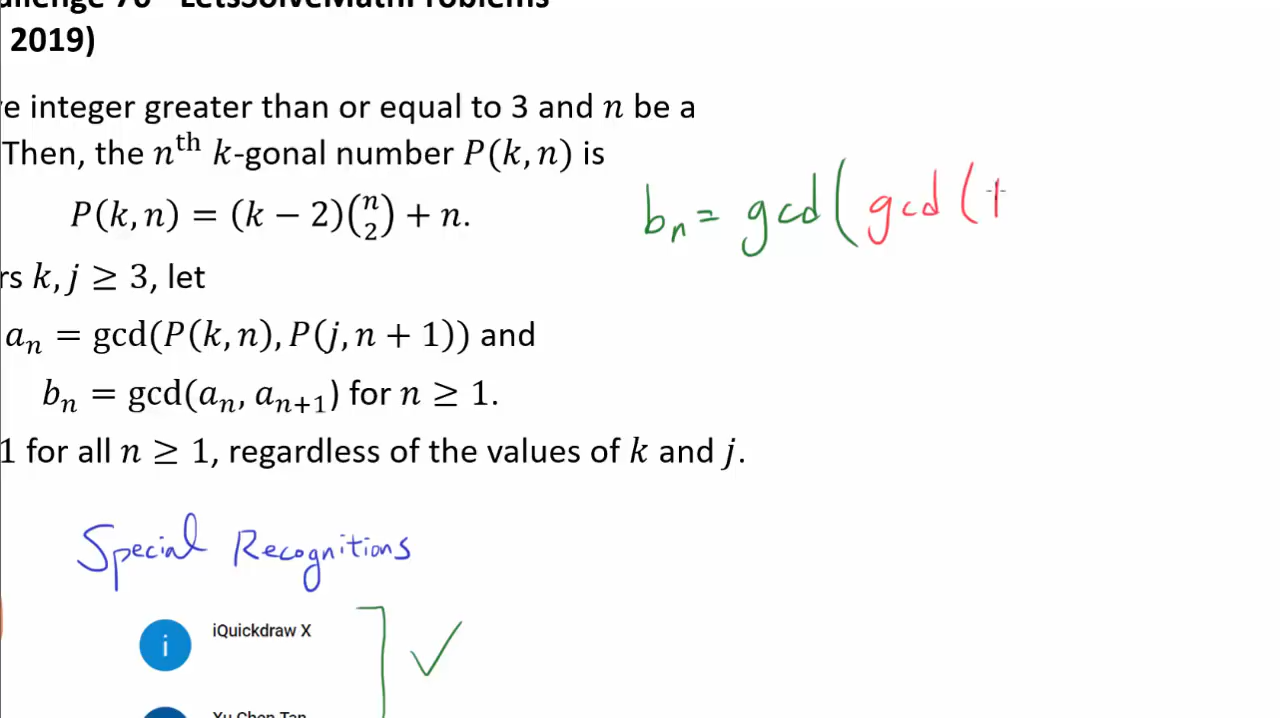 allenge 70 - LetsSolveMathProblems
2019)
e integer greater than or equal to 3 and n be a
Then, the nᵗʰ k-gonal number P(k, n) is
P(k, n) = (k − 2)(n 2) + n.
bₙ = gcd( gcd (
rs k, j ≥ 3, let
aₙ = gcd(P(k, n), P(j, n + 1)) and
bₙ = gcd(aₙ, aₙ₊₁) for n ≥ 1.
1 for all n ≥ 1, regardless of the values of k and j.
Special Recognitions
i iQuickdraw X
Yu Chen Tan